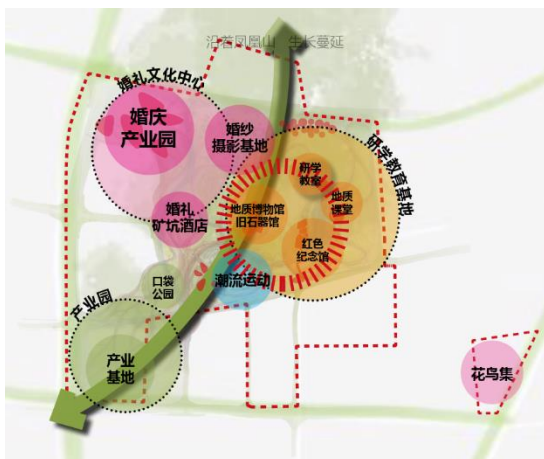 沿着凤凰山 生长蔓延
婚礼文化中心
婚庆
产业园
婚纱
摄影基地
研学教育基地
研学
教室
地质
课堂
婚礼
矿坑酒店
地质博物馆
旧石器馆
红色
纪念馆
口袋
公园
潮流运动
产业园
产业
基地
花鸟集